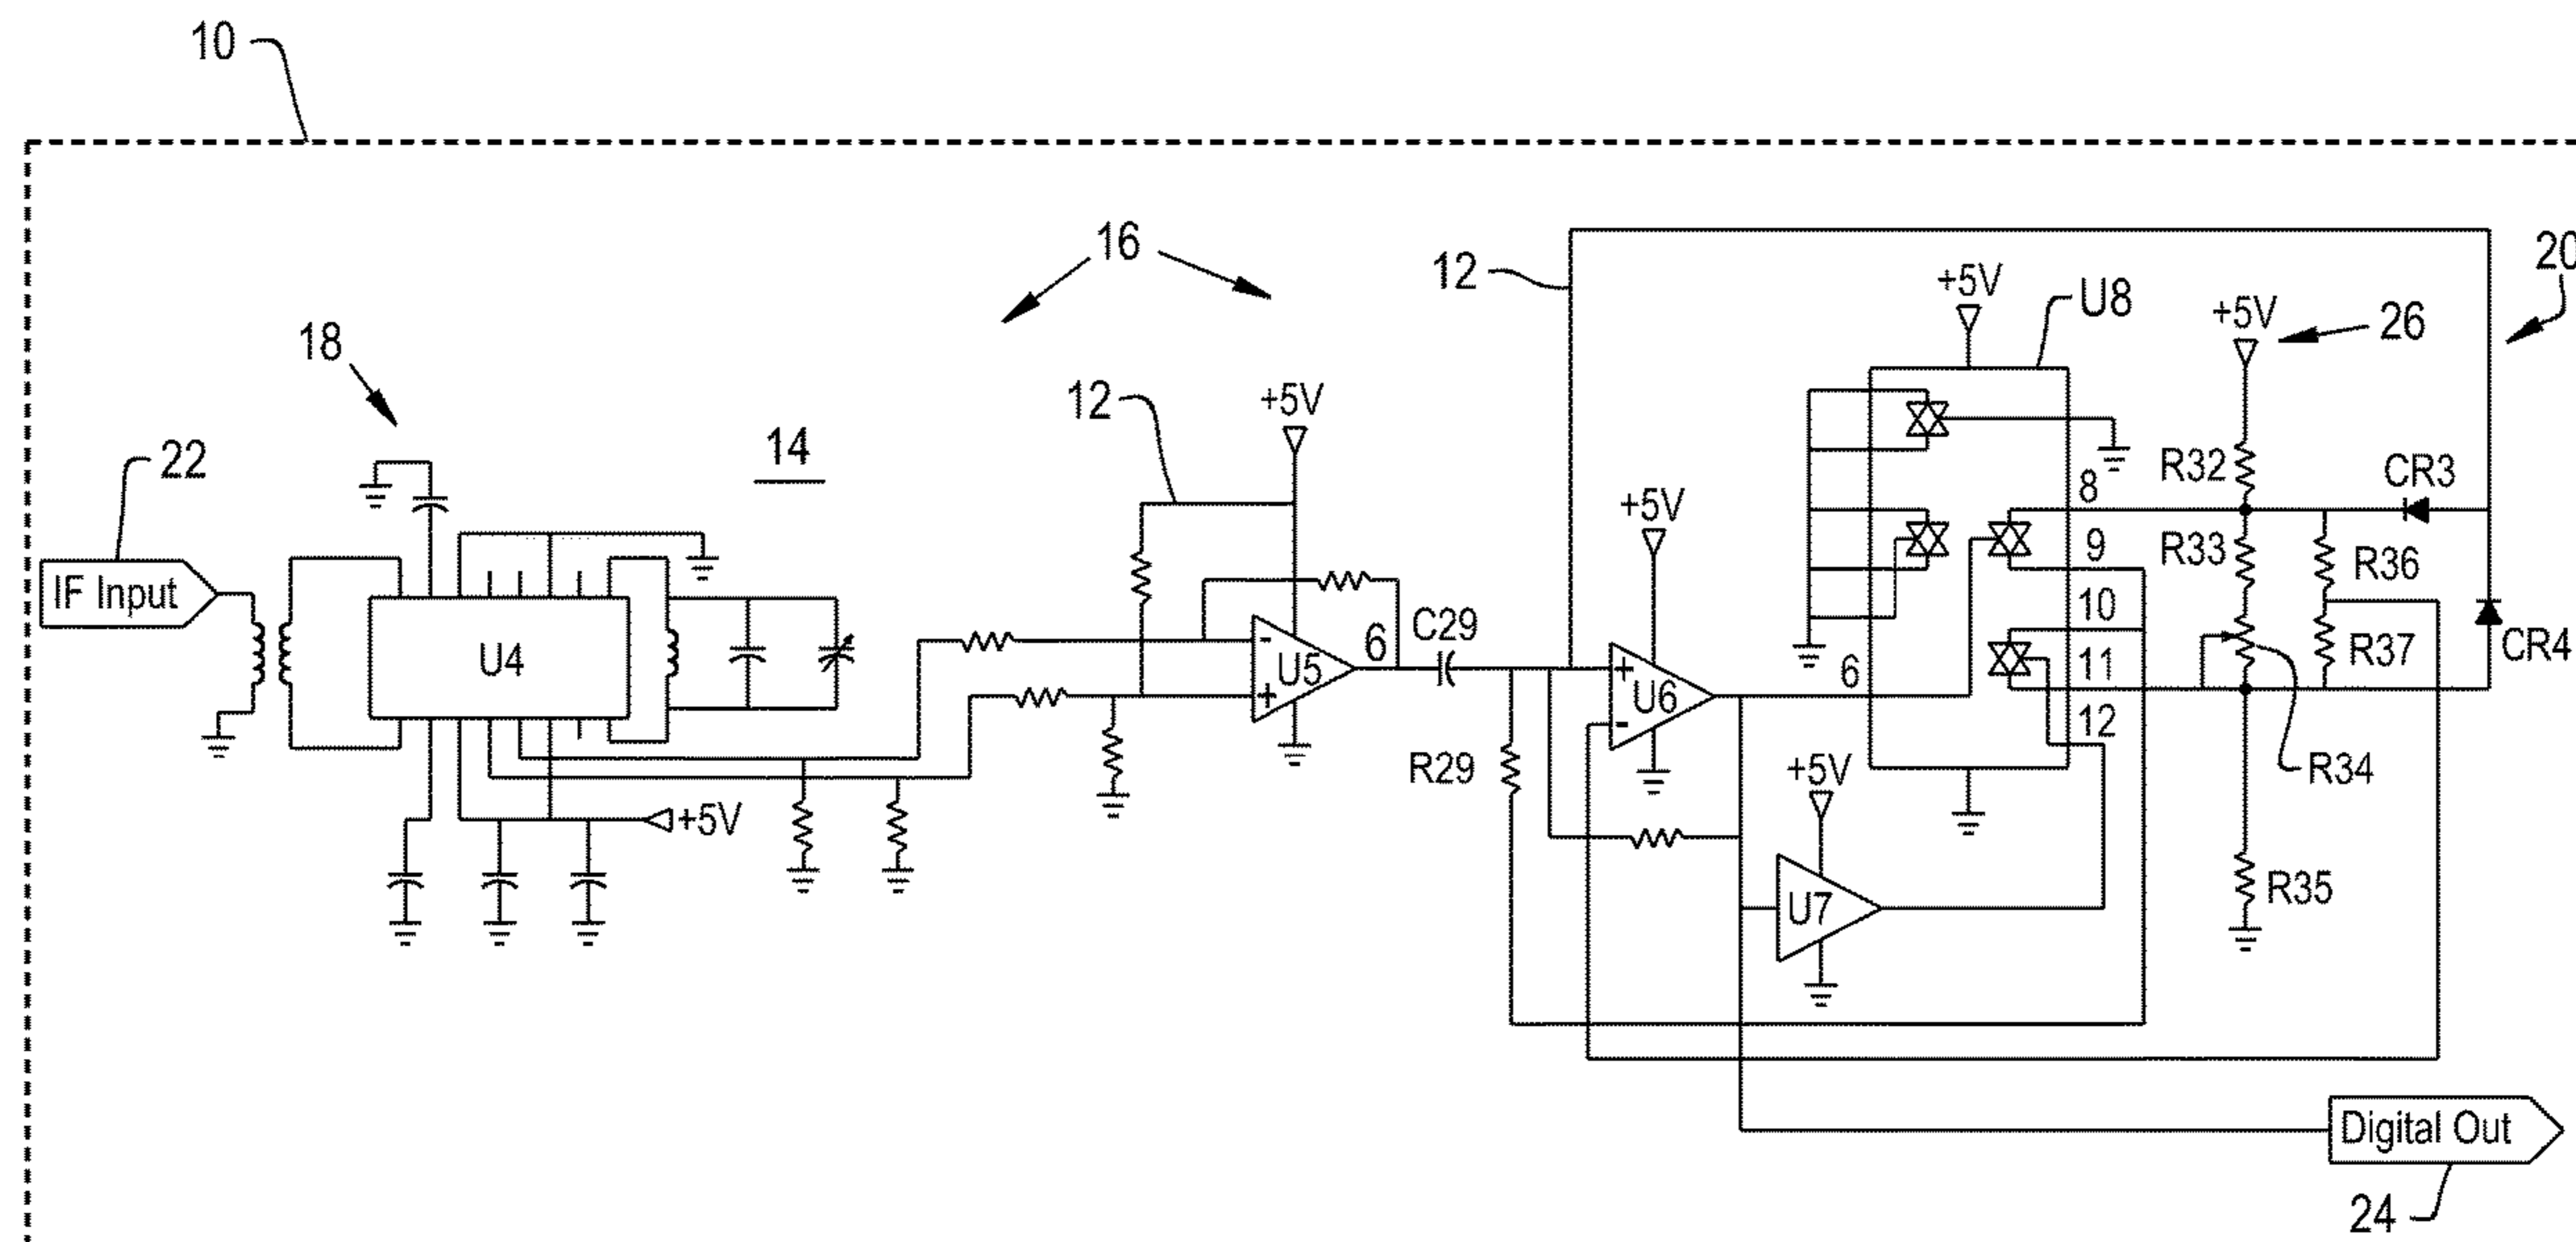 10
16
12
20
+5V
U8
+5V
26
18
12
+5V
22
14
R32
CR3
8
+5V
9
R33
R36
IF Input
C29
10
-
6
U4
U5
+
U6
6
11
R37
CR4
+
-
12
R29
+5V
R34
+5V
U7
R35
Digital Out
24